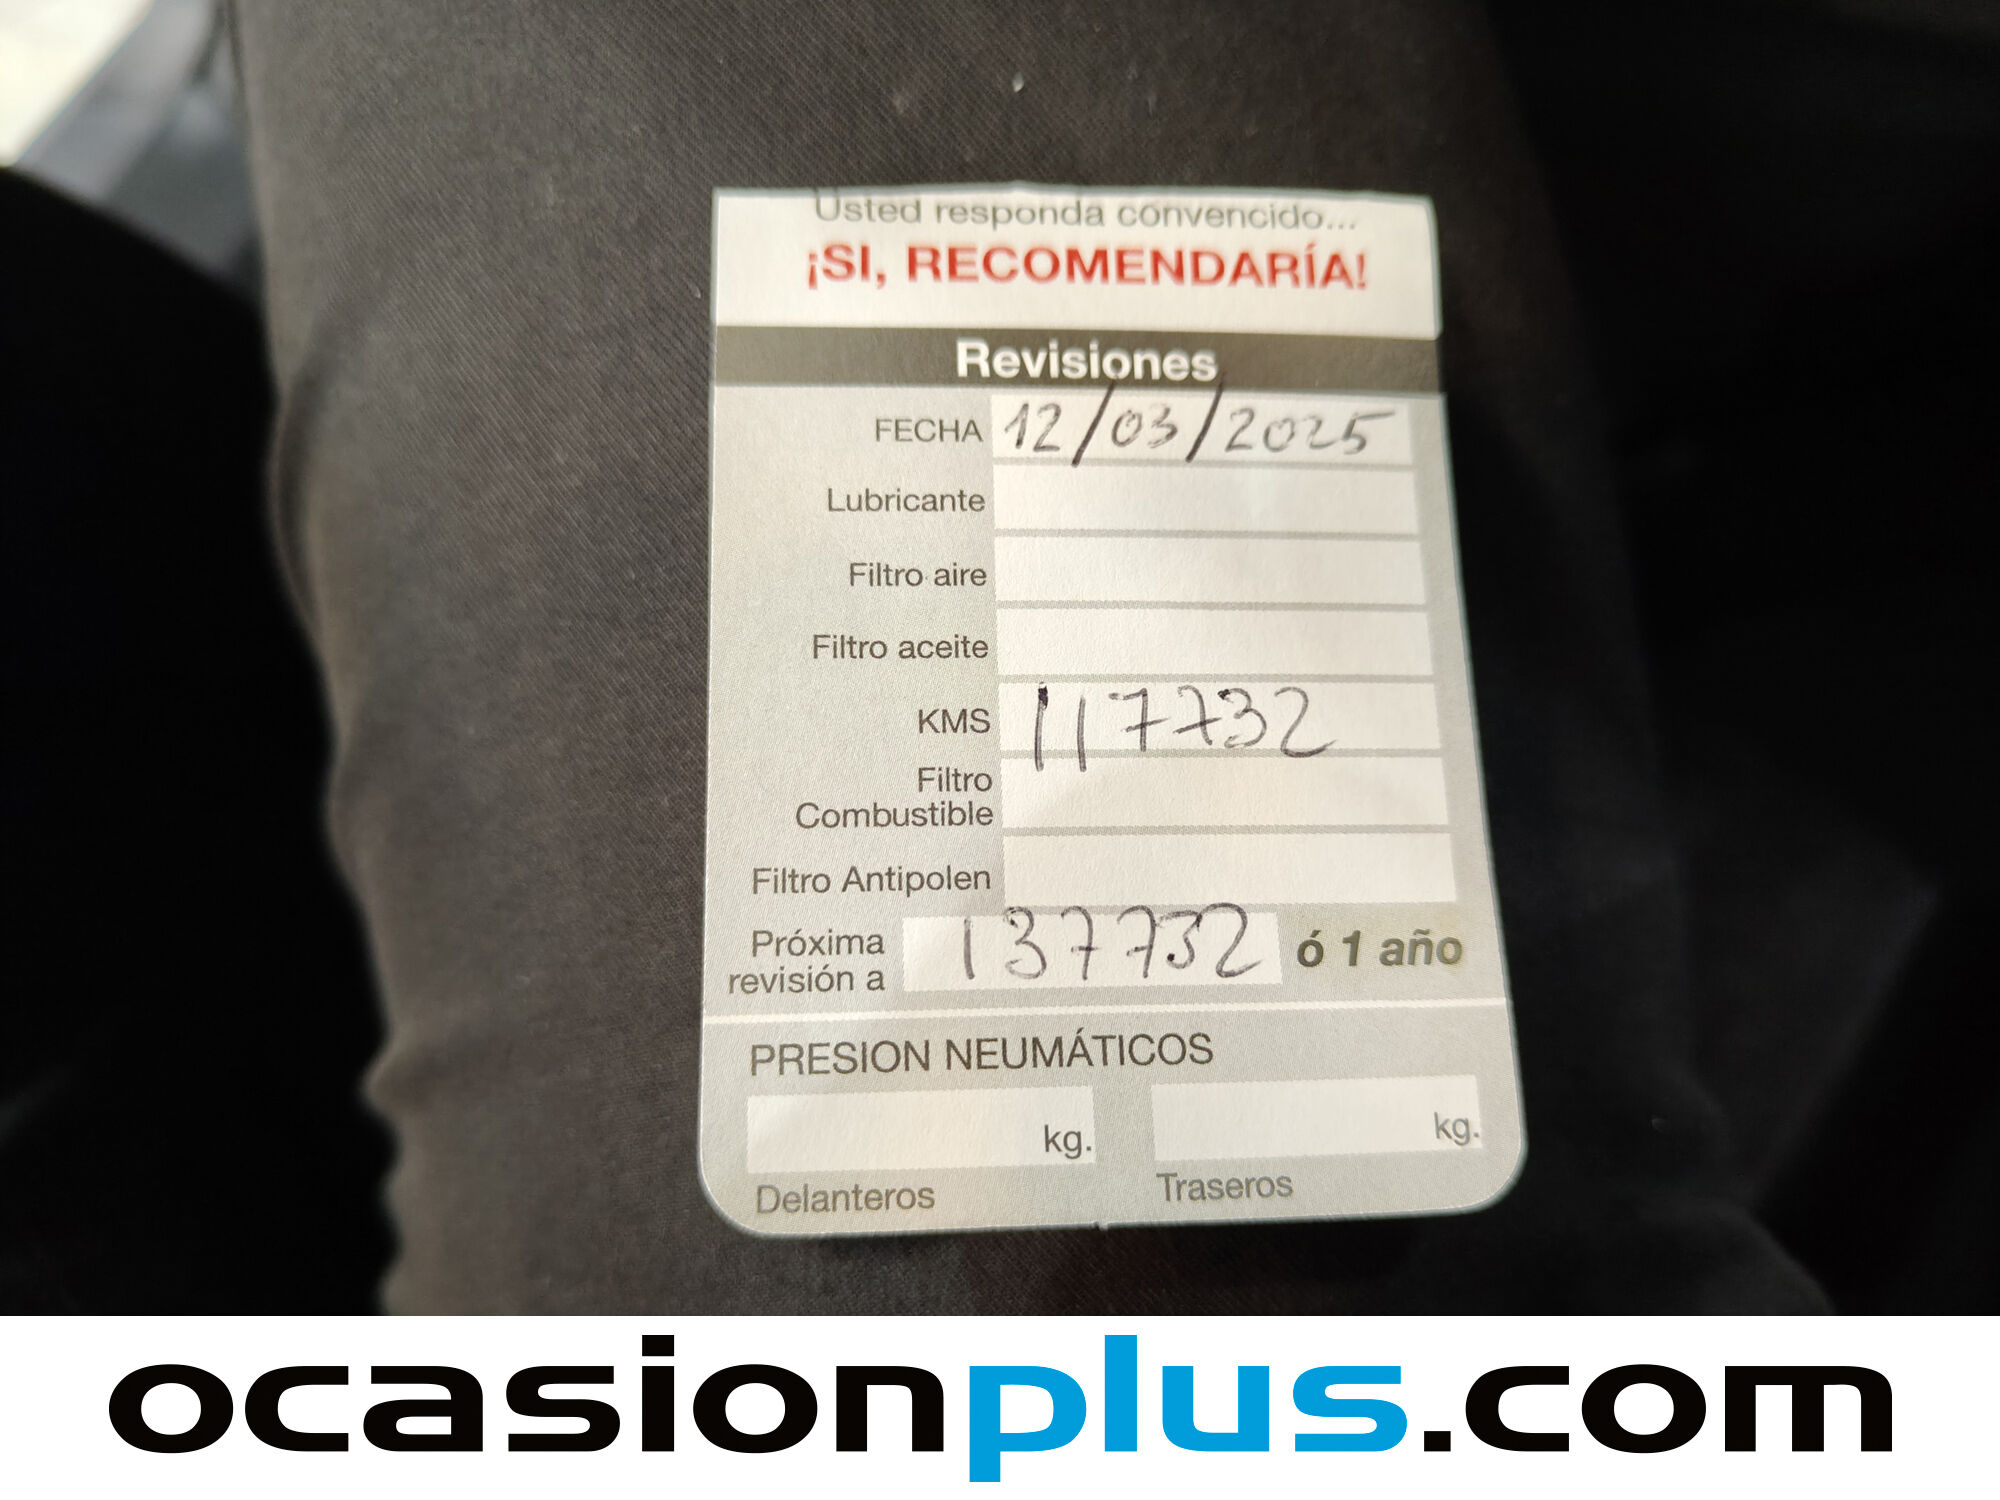 Usted responda convencido...
¡SI, RECOMENDARÍA!
Revisiones
FECHA 12/03/2025
Lubricante
Filtro aire
Filtro aceite
KMS 117732
Filtro
Combustible
Filtro Antipolen
Próxima
revisión a 137732 ó 1 año
PRESION NEUMÁTICOS
kg. kg.
Delanteros Traseros
ocasionplus.com